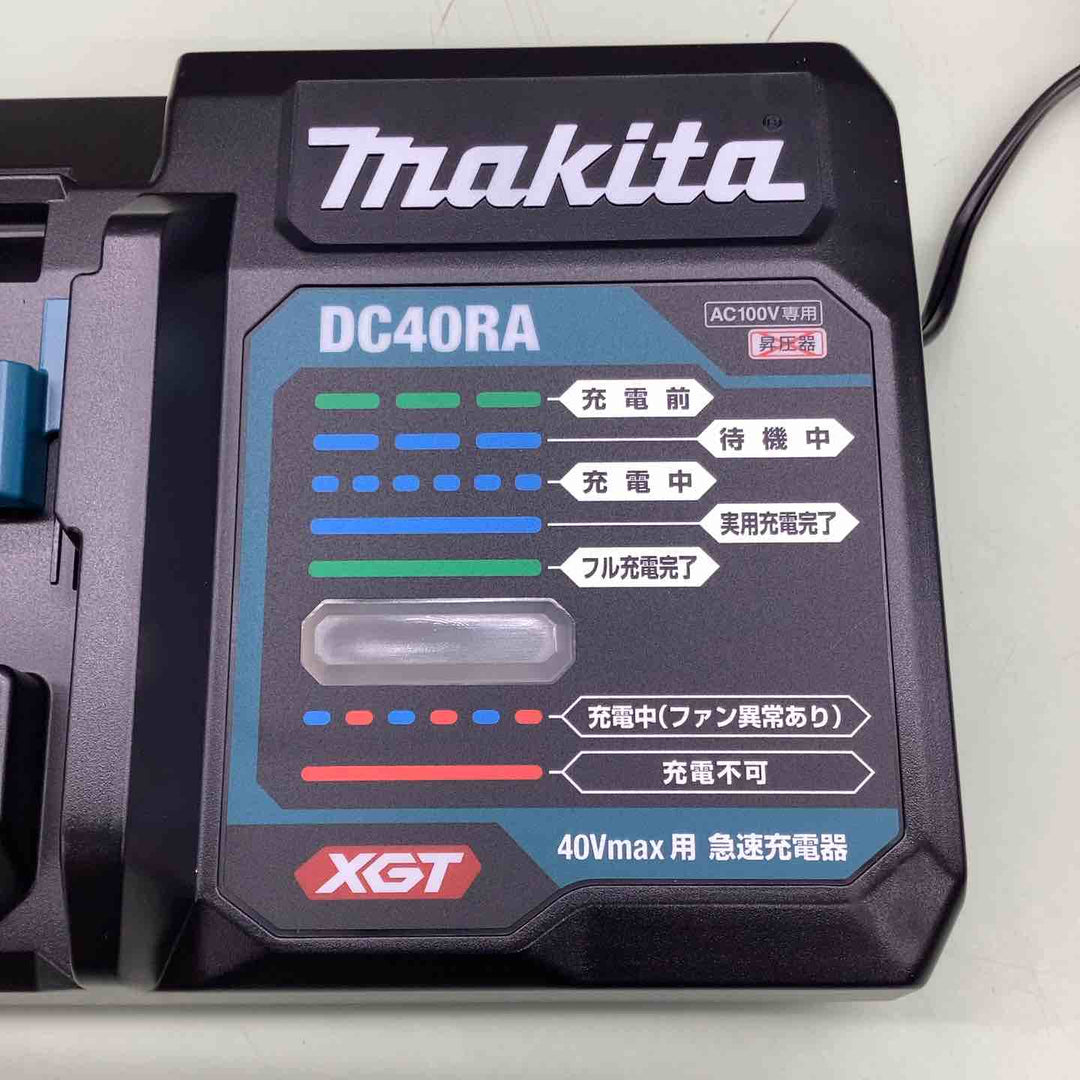 makita®
DC40RA
AC100V専用
昇圧器
充電前
待機中
充電中
実用充電完了
フル充電完了
充電中(ファン異常あり)
充電不可
XGT
40Vmax用 急速充電器